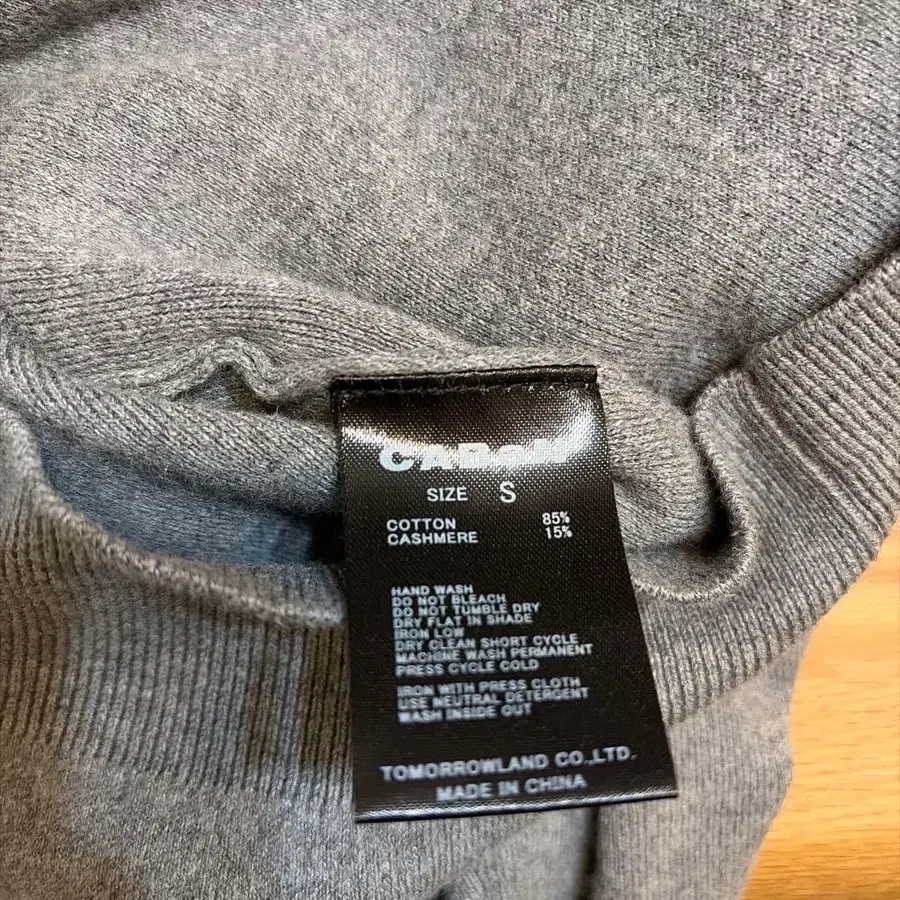 CABaN
SIZE S
COTTON 85%
CASHMERE 15%
HAND WASH
DO NOT BLEACH
DO NOT TUMBLE DRY
DRY FLAT IN SHADE
IRON LOW
DRY CLEAN SHORT CYCLE
MACHINE WASH PERMANENT
PRESS CYCLE COLD
IRON WITH PRESS CLOTH
USE NEUTRAL DETERGENT
WASH INSIDE OUT
TOMORROWLAND CO.,LTD.
MADE IN CHINA